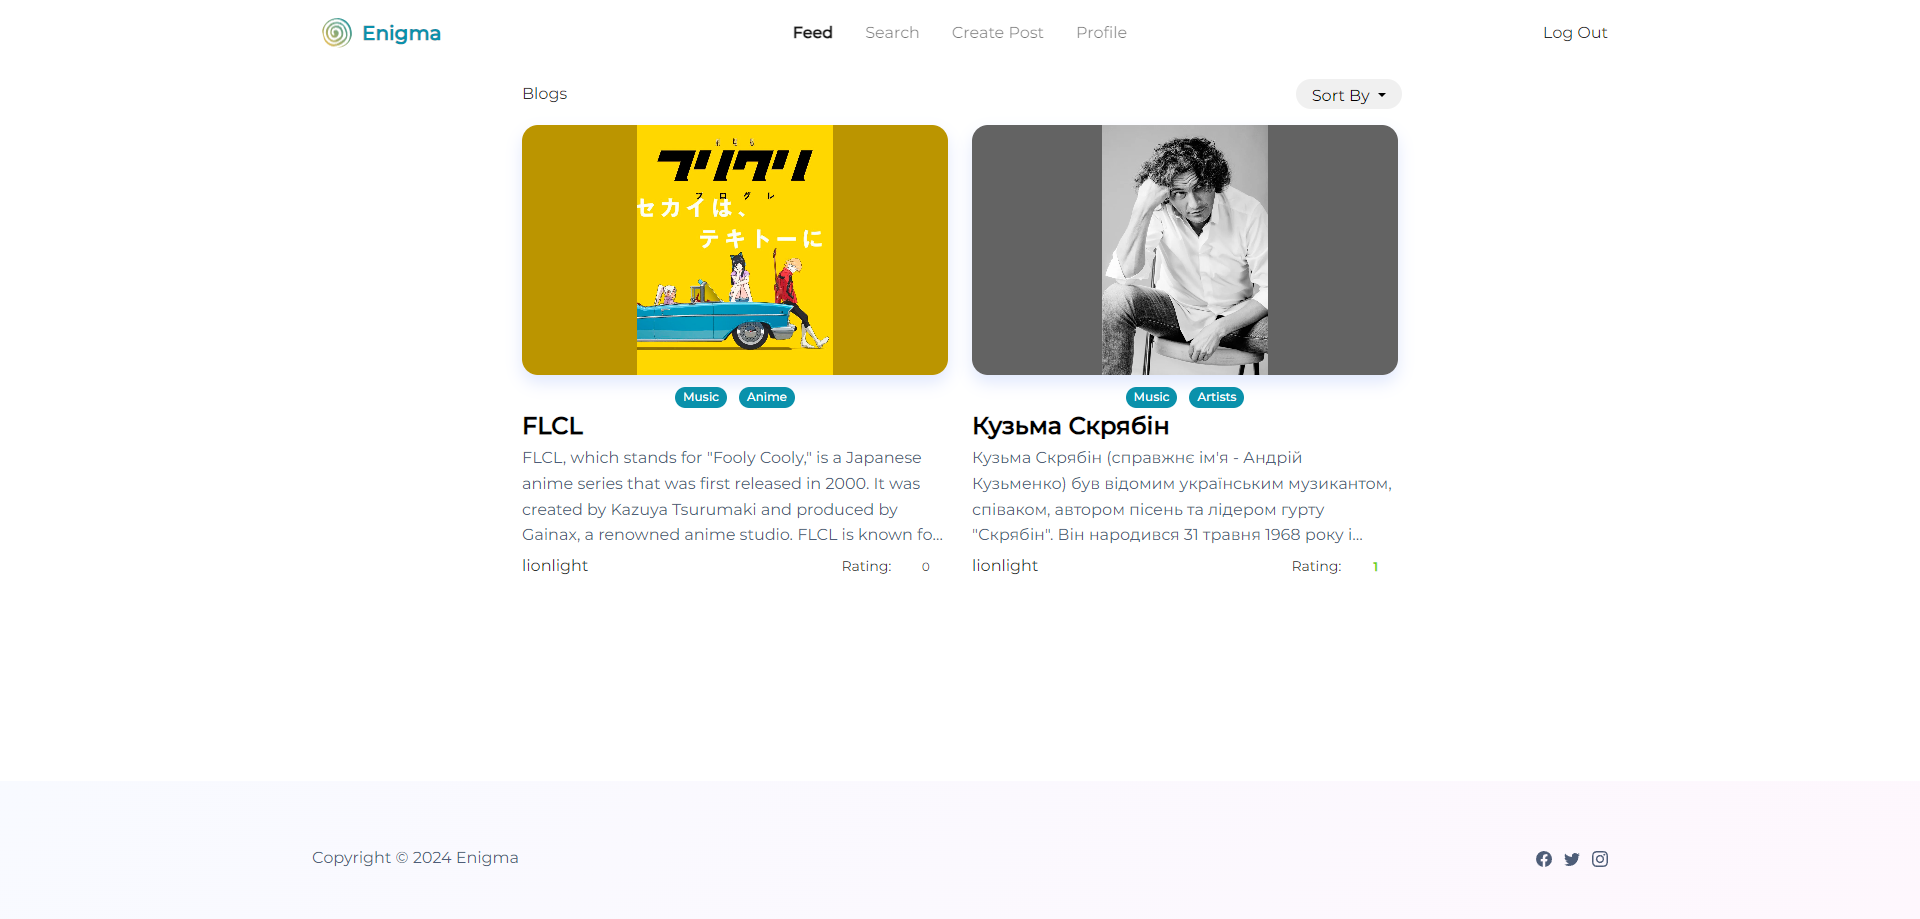 Enigma
Feed
Search
Create Post
Profile
Log Out
Blogs
Sort By
フリクリ
プログレ
セカイは、
テキトーに
Music
Anime
FLCL
FLCL, which stands for "Fooly Cooly," is a Japanese
anime series that was first released in 2000. It was
created by Kazuya Tsurumaki and produced by
Gainax, a renowned anime studio. FLCL is known fo...
lionlight
Rating:
0
Music
Artists
Кузьма Скрябін
Кузьма Скрябін (справжнє ім'я - Андрій
Кузьменко) був відомим українським музикантом,
співаком, автором пісень та лідером гурту
"Скрябін". Він народився 31 травня 1968 року і...
lionlight
Rating:
1
Copyright © 2024 Enigma